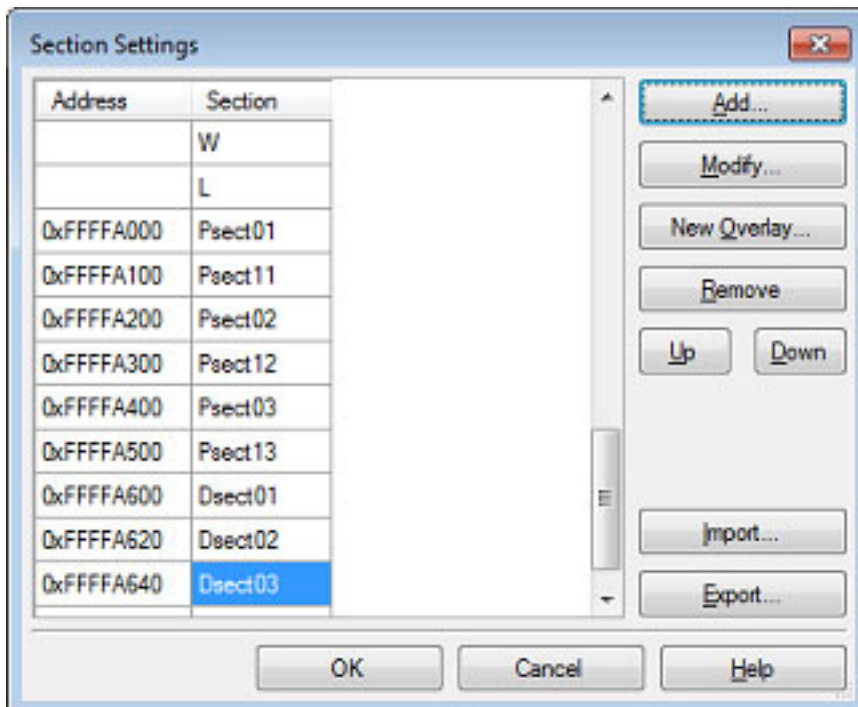 Section Settings
Address Section
W
L
0xFFFFA000 Psect01
0xFFFFA100 Psect11
0xFFFFA200 Psect02
0xFFFFA300 Psect12
0xFFFFA400 Psect03
0xFFFFA500 Psect13
0xFFFFA600 Dsect01
0xFFFFA620 Dsect02
0xFFFFA640 Dsect03
Add...
Modify...
New Overlay...
Remove
Up Down
Import...
Export...
OK Cancel Help